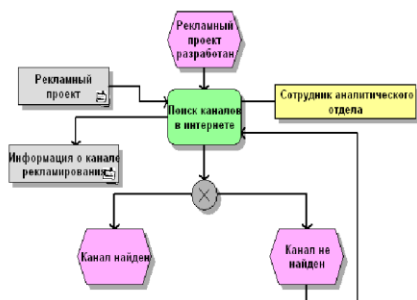 Рекламный
проект
разработан
Рекламный
проект
Поиск каналов
в интернете
Сотрудник аналитического
отдела
Информация о канале
рекламирования
Канал найден
Канал не
найден